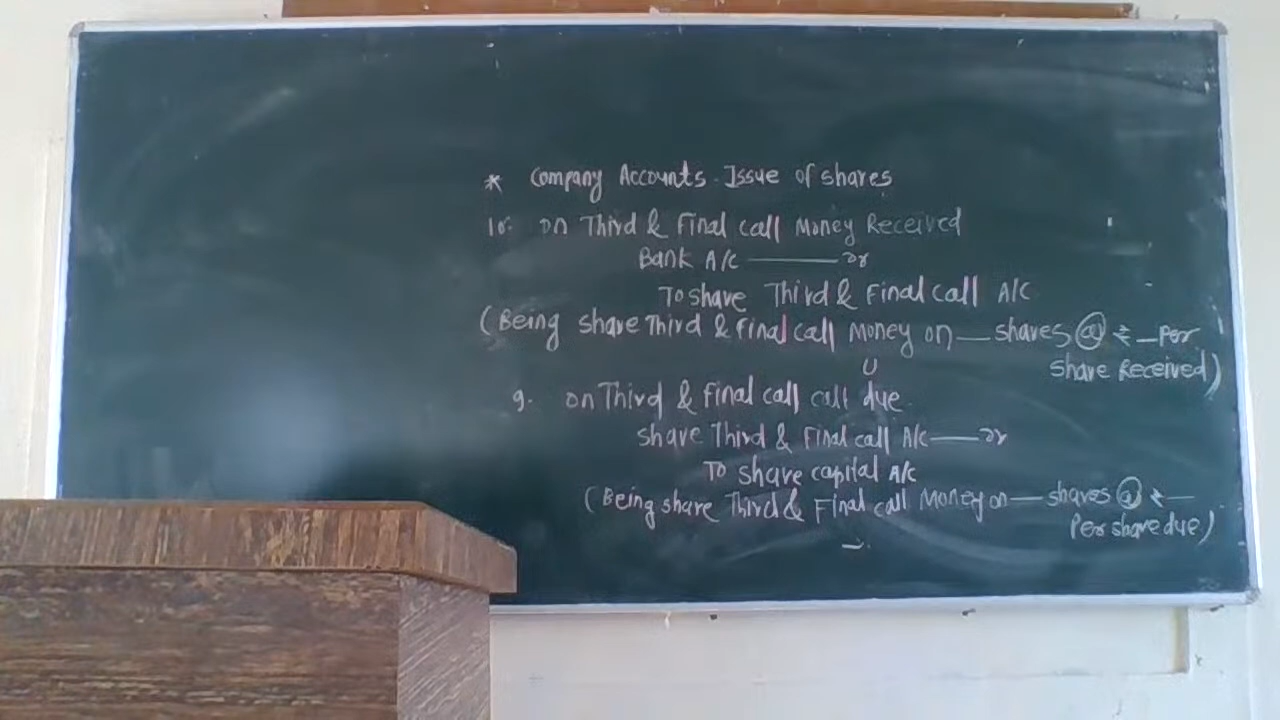 * Company Accounts. Issue of shares
10. on Third & Final call Money Received
Bank A/c ——— Dr
To share Third & Final call A/c
(Being share Third & Final call Money on — shares @ ₹ — Per
share Received)
9. on Third & Final call call due.
share Third & Final call A/c —— Dr
To share capital A/c
(Being share Third & Final call Money on — shares @ ₹ —
Per share due)